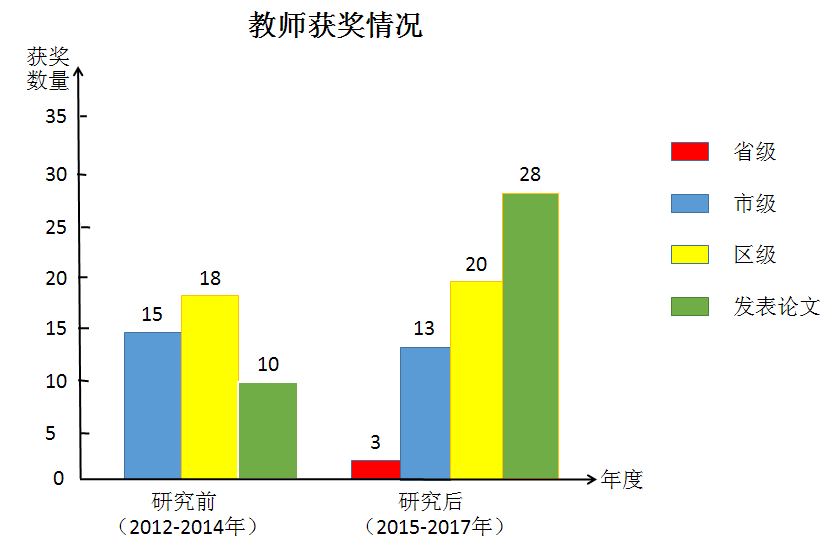 教师获奖情况
获奖
数量
35
30
25
20
15
10
5
0
15
18
10
3
13
20
28
研究前
（2012-2014年）
研究后
（2015-2017年）
年度
省级
市级
区级
发表论文